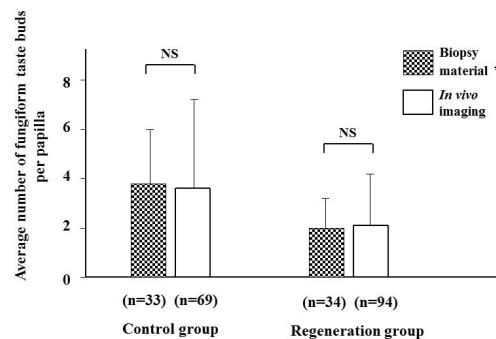 Average number of fungiform taste buds
per papilla
8
6
4
2
0
NS
NS
Biopsy
material *
In vivo
imaging
(n=33) (n=69) (n=34) (n=94)
Control group Regeneration group